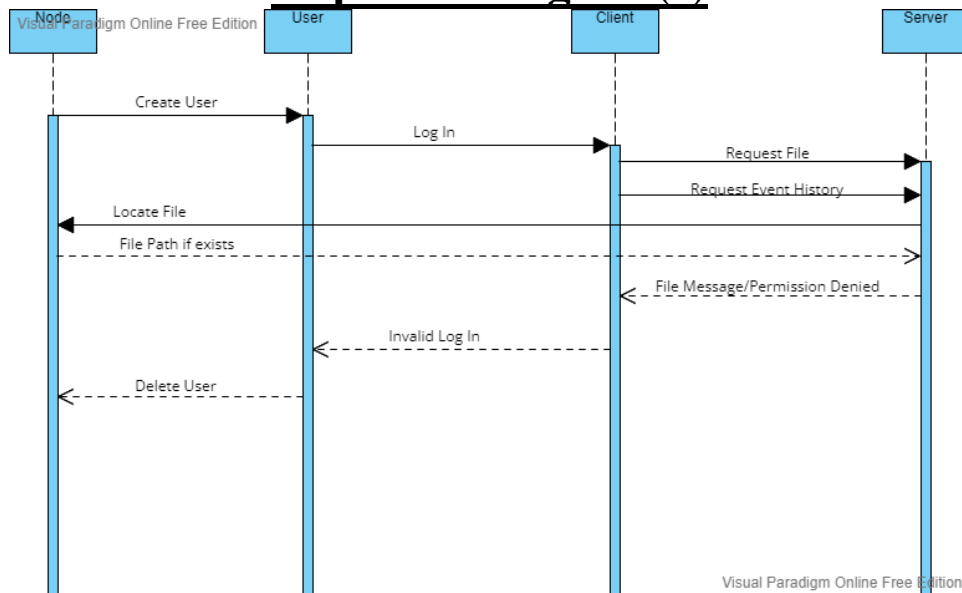 Node
User
Client
Server
Visual Paradigm Online Free Edition
Create User
Log In
Request File
Request Event History
Locate File
File Path if exists
File Message/Permission Denied
Invalid Log In
Delete User
Visual Paradigm Online Free Edition